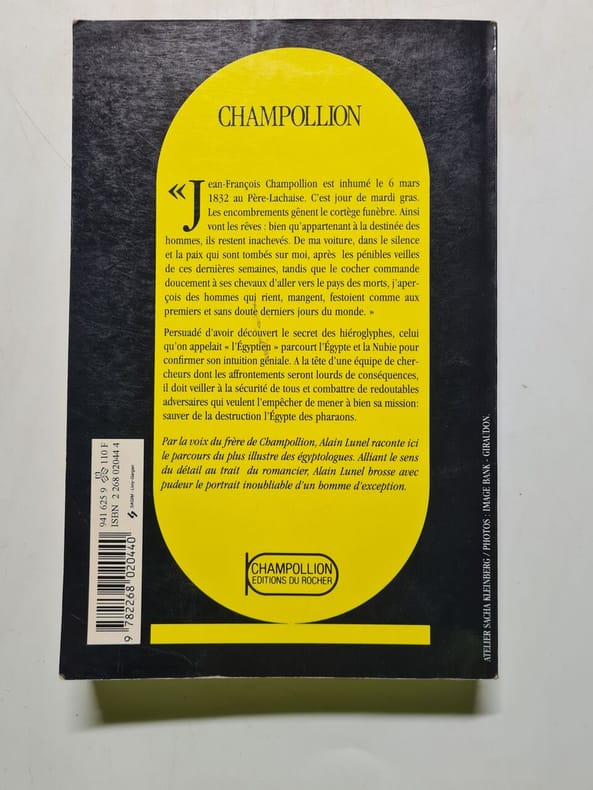 CHAMPOLLION
« Jean-François Champollion est inhumé le 6 mars
1832 au Père-Lachaise. C'est jour de mardi gras.
Les encombrements gênent le cortège funèbre. Ainsi
vont les rêves : bien qu'appartenant à la destinée des
hommes, ils restent inachevés. De ma voiture, dans le silence
et la paix qui sont tombés sur moi, après les pénibles veilles
de ces dernières semaines, tandis que le cocher commande
doucement à ses chevaux d'aller vers le pays des morts, j'aper-
çois des hommes qui rient, mangent, festoient comme aux
premiers et sans doute derniers jours du monde. »
Persuadé d'avoir découvert le secret des hiéroglyphes, celui
qu'on appelait « l'Égyptien » parcourt l'Égypte et la Nubie pour
confirmer son intuition géniale. A la tête d'une équipe de cher-
cheurs dont les affrontements seront lourds de conséquences,
il doit veiller à la sécurité de tous et combattre de redoutables
adversaires qui veulent l'empêcher de mener à bien sa mission:
sauver de la destruction l'Égypte des pharaons.
Par la voix du frère de Champollion, Alain Lunel raconte ici
le parcours du plus illustre des égyptologues. Alliant le sens
du détail au trait du romancier, Alain Lunel brosse avec
pudeur le portrait inoubliable d'un homme d'exception.
CHAMPOLLION
EDITIONS DU ROCHER
941 625 9 110 F
ISBN 2 268 02044 4
SAGIM - Livry-Gargan
9 782268 020440
ATELIER SACHA KLEINBERG / PHOTOS : IMAGE BANK - GIRAUDON.